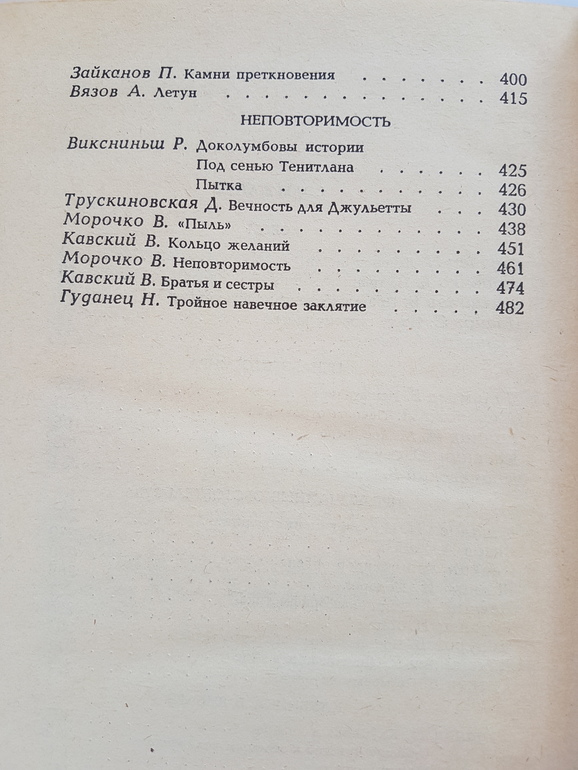 Зайканов П. Камни преткновения . . . . . . . 400
Вязов А. Летун . . . . . . . . . . . . . 415
НЕПОВТОРИМОСТЬ
Виксниньш Р. Доколумбовы истории
Под сенью Тенитлана . . . . . . 425
Пытка . . . . . . . . . . . 426
Трускиновская Д. Вечность для Джульетты . . . 430
Морочко В. «Пыль» . . . . . . . . . . . 438
Кавский В. Кольцо желаний . . . . . . . . 451
Морочко В. Неповторимость . . . . . . . . 461
Кавский В. Братья и сестры . . . . . . . . . 474
Гуданец Н. Тройное навечное заклятие . . . . . 482